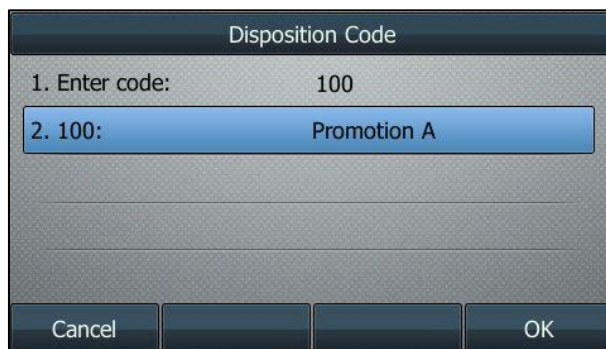 Disposition Code
1. Enter code: 100
2. 100: Promotion A
Cancel OK